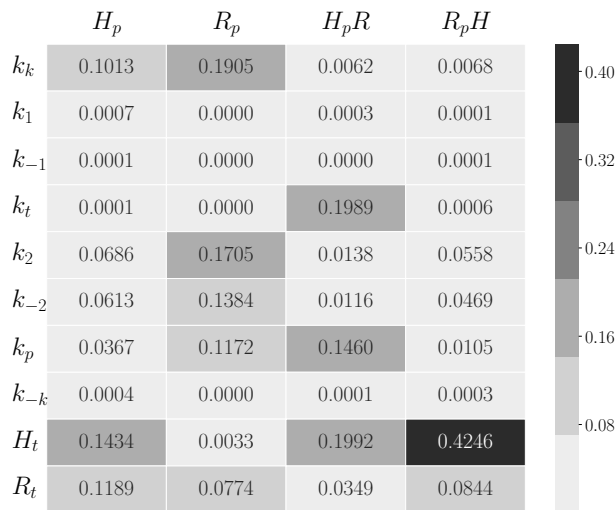 H_p R_p H_pR R_pH
k_k 0.1013 0.1905 0.0062 0.0068
k_1 0.0007 0.0000 0.0003 0.0001
k_{-1} 0.0001 0.0000 0.0000 0.0001
k_t 0.0001 0.0000 0.1989 0.0006
k_2 0.0686 0.1705 0.0138 0.0558
k_{-2} 0.0613 0.1384 0.0116 0.0469
k_p 0.0367 0.1172 0.1460 0.0105
k_{-k} 0.0004 0.0000 0.0001 0.0003
H_t 0.1434 0.0033 0.1992 0.4246
R_t 0.1189 0.0774 0.0349 0.0844
0.40
0.32
0.24
0.16
0.08